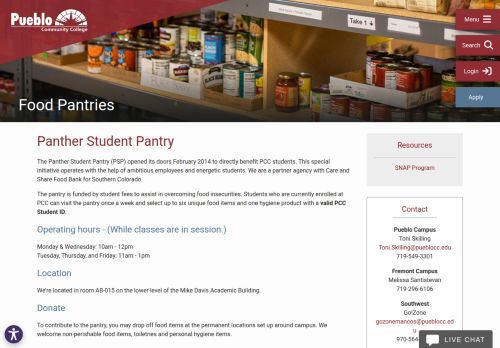 Pueblo
Community College
Menu
Search
Login
Apply
Take 1
Food Pantries
Panther Student Pantry
The Panther Student Pantry (PSP) opened its doors February 2014 to directly benefit PCC students. This special
initiative operates with the help of ambitious employees and energetic students. We are a partner agency with Care and
Share Food Bank for Southern Colorado.
The pantry is funded by student fees to assist in overcoming food insecurities. Students who are currently enrolled at
PCC can visit the pantry once a week and select up to six unique food items and one hygiene product with a valid PCC
Student ID.
Operating hours - (While classes are in session.)
Monday & Wednesday: 10am - 12pm
Tuesday, Thursday, and Friday: 11am - 1pm
Location
We're located in room AB-015 on the lower level of the Mike Davis Academic Building.
Donate
To contribute to the pantry, you may drop off food items at the permanent locations set up around campus. We
welcome non-perishable food items, toiletries and personal hygiene items.
Resources
SNAP Program
Contact
Pueblo Campus
Toni Skilling
Toni.Skilling@pueblocc.edu
719-549-3301
Fremont Campus
Melissa Santistevan
719-296-6106
Southwest
Go!Zone
gozonemancos@pueblocc.ed
u
970-564
LIVE CHAT